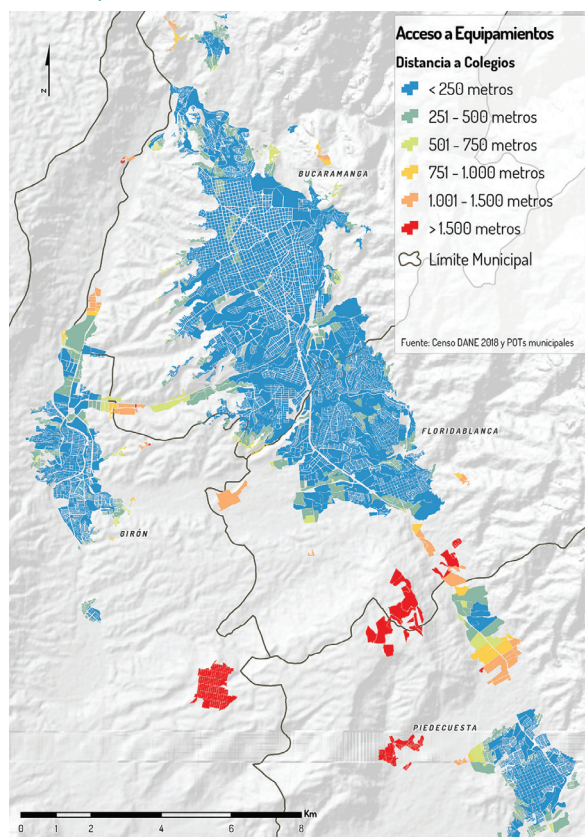 Acceso a Equipamientos
Distancia a Colegios
< 250 metros
251 - 500 metros
501 - 750 metros
751 - 1.000 metros
1.001 - 1.500 metros
> 1.500 metros
Límite Municipal
Fuente: Censo DANE 2018 y POTs municipales
N
BUCARAMANGA
FLORIDABLANCA
GIRÓN
PIEDECUESTA
Km
0 1 2 4 6 8